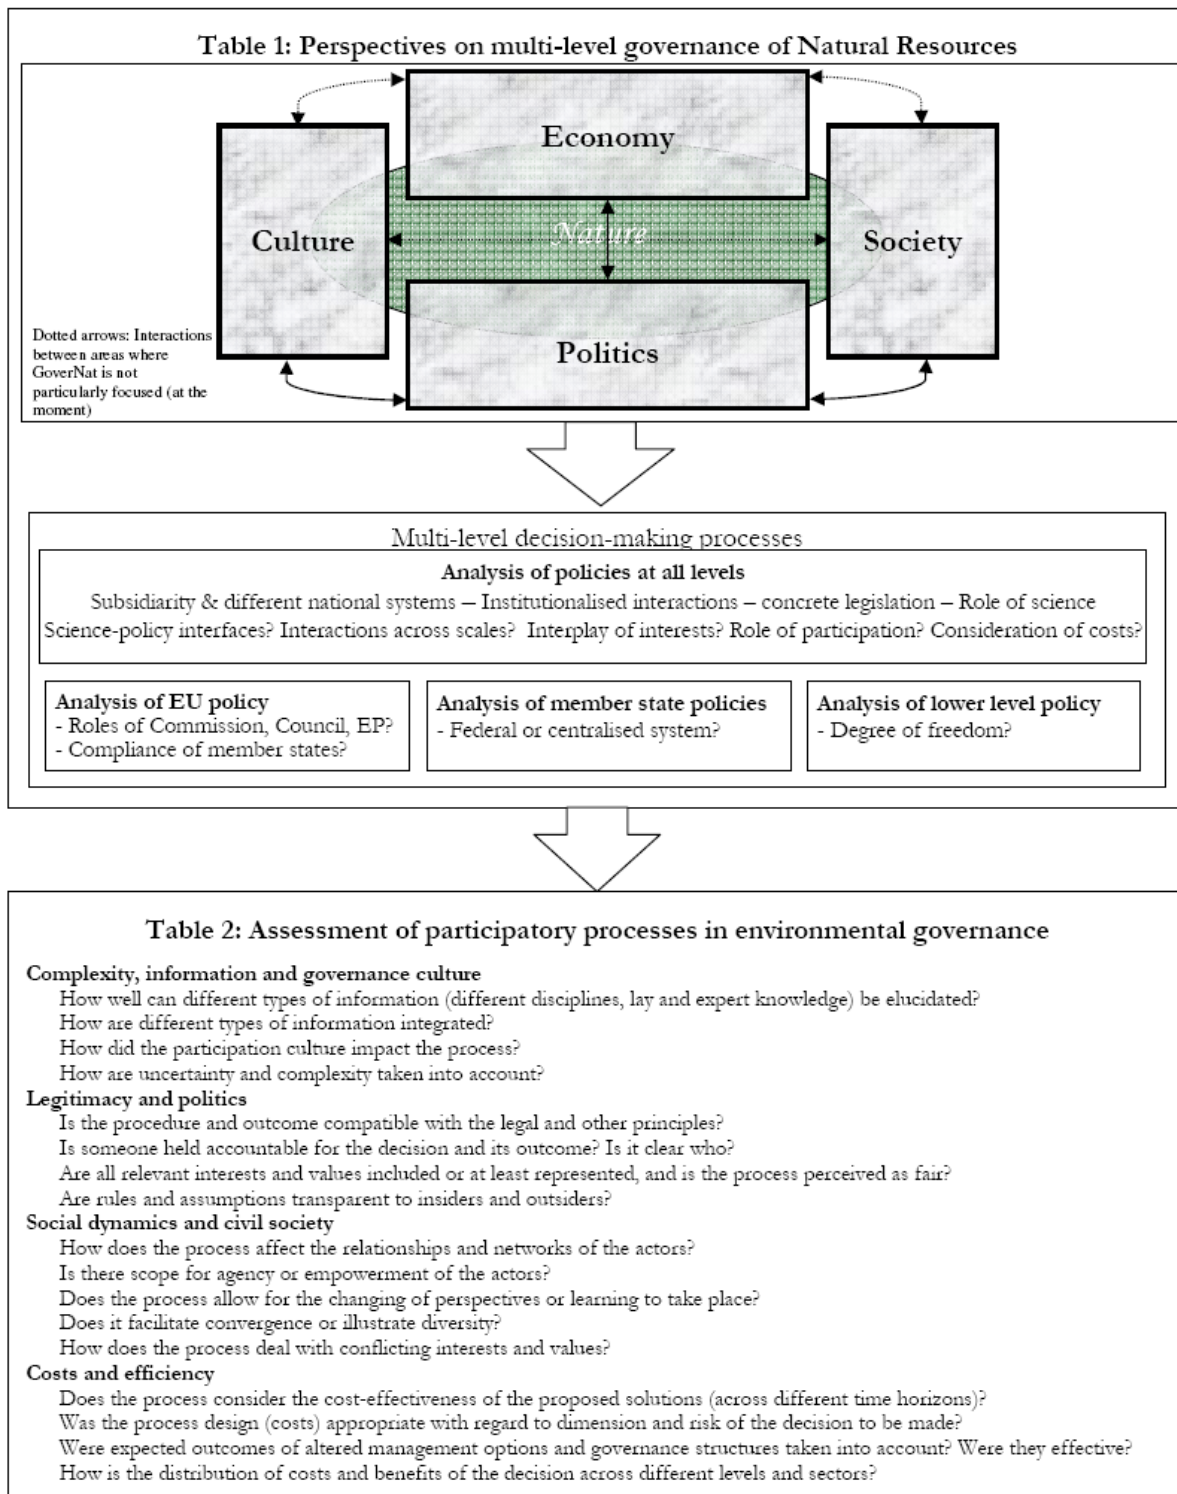 Table 1: Perspectives on multi-level governance of Natural Resources
Economy
Culture
Nature
Society
Politics
Dotted arrows: Interactions
between areas where
GoverNat is not
particularly focused (at the
moment)
Multi-level decision-making processes
Analysis of policies at all levels
Subsidiarity & different national systems – Institutionalised interactions – concrete legislation – Role of science
Science-policy interfaces? Interactions across scales? Interplay of interests? Role of participation? Consideration of costs?
Analysis of EU policy
- Roles of Commission, Council, EP?
- Compliance of member states?
Analysis of member state policies
- Federal or centralised system?
Analysis of lower level policy
- Degree of freedom?
Table 2: Assessment of participatory processes in environmental governance
Complexity, information and governance culture
How well can different types of information (different disciplines, lay and expert knowledge) be elucidated?
How are different types of information integrated?
How did the participation culture impact the process?
How are uncertainty and complexity taken into account?
Legitimacy and politics
Is the procedure and outcome compatible with the legal and other principles?
Is someone held accountable for the decision and its outcome? Is it clear who?
Are all relevant interests and values included or at least represented, and is the process perceived as fair?
Are rules and assumptions transparent to insiders and outsiders?
Social dynamics and civil society
How does the process affect the relationships and networks of the actors?
Is there scope for agency or empowerment of the actors?
Does the process allow for the changing of perspectives or learning to take place?
Does it facilitate convergence or illustrate diversity?
How does the process deal with conflicting interests and values?
Costs and efficiency
Does the process consider the cost-effectiveness of the proposed solutions (across different time horizons)?
Was the process design (costs) appropriate with regard to dimension and risk of the decision to be made?
Were expected outcomes of altered management options and governance structures taken into account? Were they effective?
How is the distribution of costs and benefits of the decision across different levels and sectors?